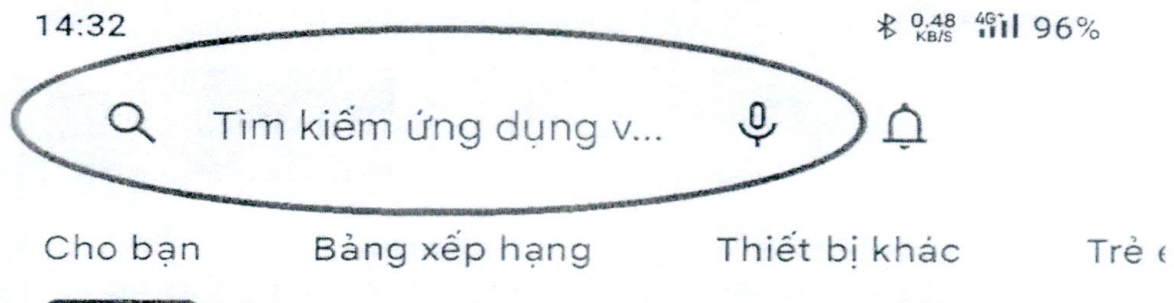 14:32 0.48 KB/S 4G+ 96%
Tìm kiếm ứng dụng v...
Cho bạn Bảng xếp hạng Thiết bị khác Trẻ